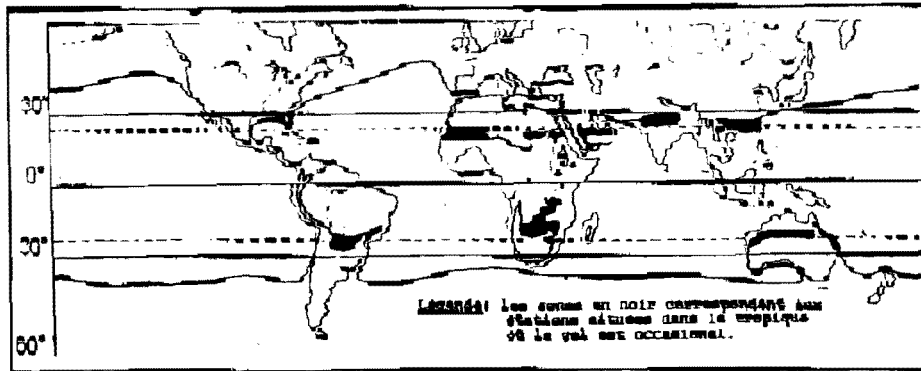 30°
0°
30°
60°
Légende: les zones en noir correspondent aux
stations situées dans le tropique
où le gel est occasionnel.